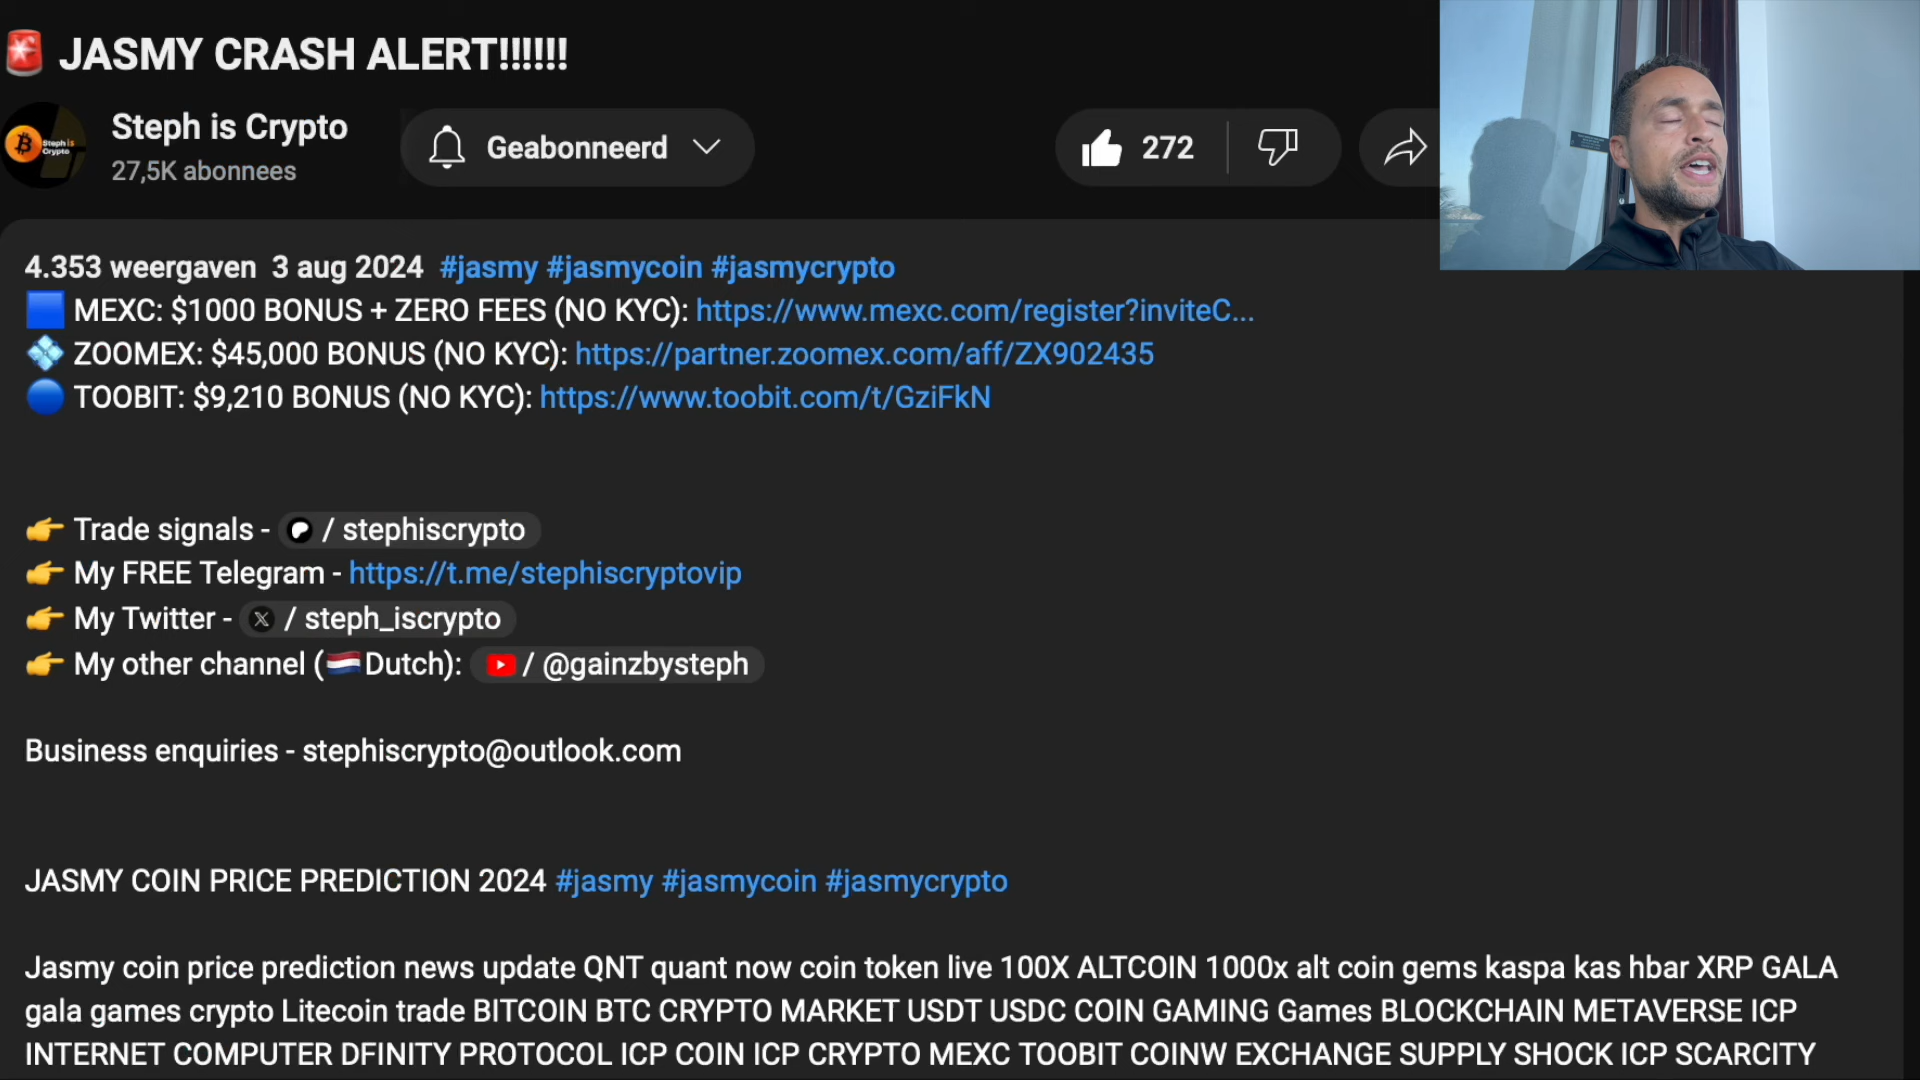 JASMY CRASH ALERT!!!!!!
Steph is Crypto
27,5K abonnees
Geabonneerd
272
4.353 weergaven 3 aug 2024 #jasmy #jasmycoin #jasmycrypto
MEXC: $1000 BONUS + ZERO FEES (NO KYC): https://www.mexc.com/register?inviteC...
ZOOMEX: $45,000 BONUS (NO KYC): https://partner.zoomex.com/aff/ZX902435
TOOBIT: $9,210 BONUS (NO KYC): https://www.toobit.com/t/GziFkN
Trade signals - / stephiscrypto
My FREE Telegram - https://t.me/stephiscryptovip
My Twitter - / steph_iscrypto
My other channel (🇳🇱Dutch): / @gainzbysteph
Business enquiries - stephiscrypto@outlook.com
JASMY COIN PRICE PREDICTION 2024 #jasmy #jasmycoin #jasmycrypto
Jasmy coin price prediction news update QNT quant now coin token live 100X ALTCOIN 1000x alt coin gems kaspa kas hbar XRP GALA
gala games crypto Litecoin trade BITCOIN BTC CRYPTO MARKET USDT USDC COIN GAMING Games BLOCKCHAIN METAVERSE ICP
INTERNET COMPUTER DFINITY PROTOCOL ICP COIN ICP CRYPTO MEXC TOOBIT COINW EXCHANGE SUPPLY SHOCK ICP SCARCITY